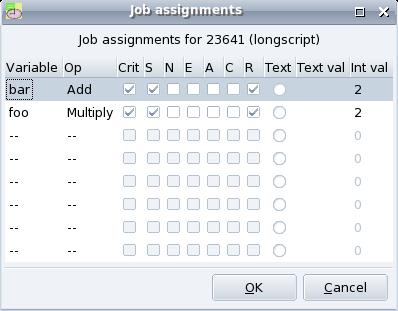 Job assignments
Job assignments for 23641 (longscript)
Variable Op Crit S N E A C R Text Text val Int val
bar Add 2
foo Multiply 2
-- -- 0
-- -- 0
-- -- 0
-- -- 0
-- -- 0
-- -- 0
OK Cancel